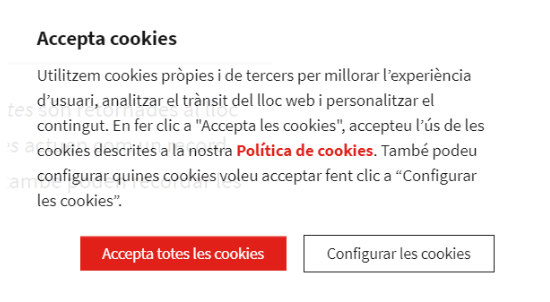 Accepta cookies
Utilitzem cookies pròpies i de tercers per millorar l’experiència
d’usuari, analitzar el trànsit del lloc web i personalitzar el
contingut. En fer clic a "Accepta les cookies", accepteu l’ús de les
cookies descrites a la nostra Política de cookies. També podeu
configurar quines cookies voleu acceptar fent clic a “Configurar
les cookies”.
Accepta totes les cookies
Configurar les cookies